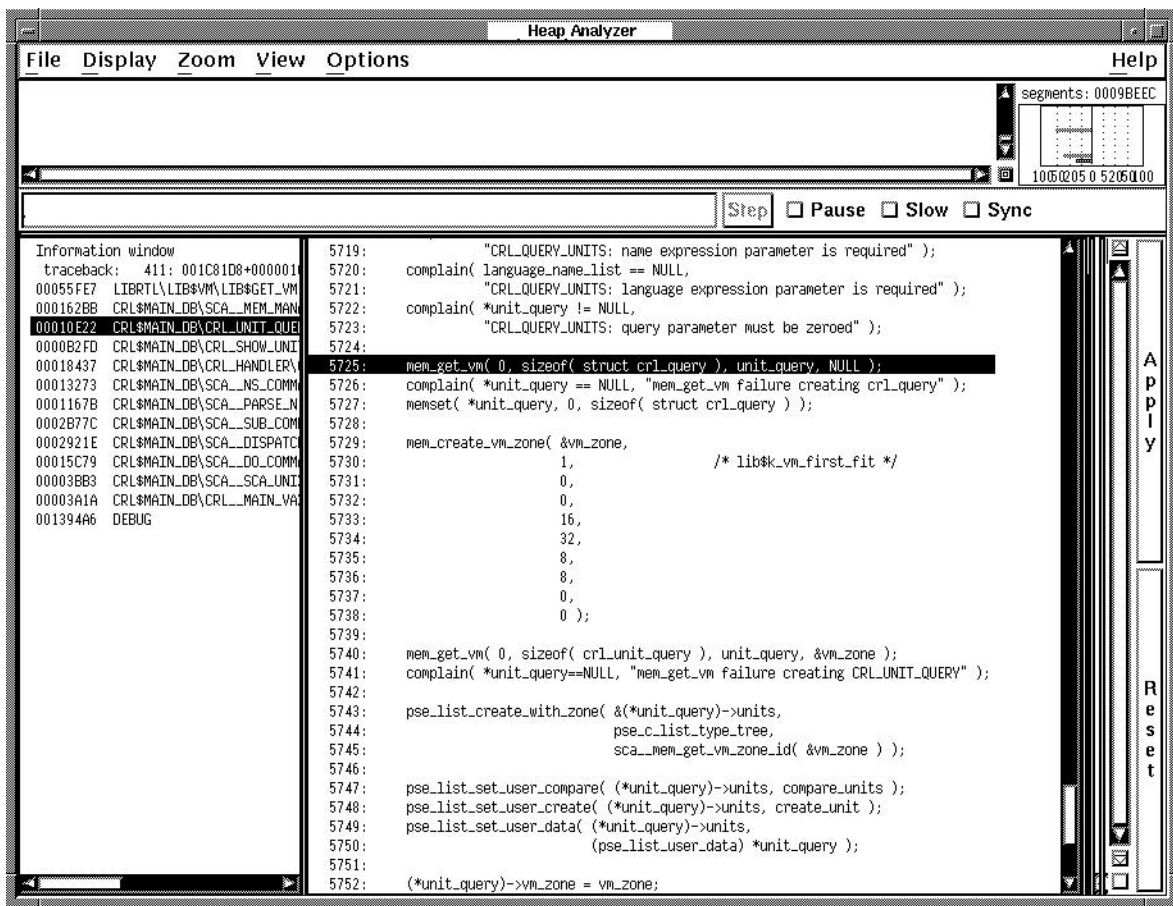 Heap Analyzer
File Display Zoom View Options Help
segments: 0009BEEC
Step Pause Slow Sync
Information window
traceback: 411: 001C81D8+000001
00055FE7 LIBRTL\LIB$VM\LIB$GET_VM
000162BB CRL$MAIN_DB\SCA__MEM_MAN
00010E22 CRL$MAIN_DB\CRL_UNIT_QUE
0000B2FD CRL$MAIN_DB\CRL_SHOW_UNI
00018437 CRL$MAIN_DB\CRL_HANDLER\
00013273 CRL$MAIN_DB\SCA__NS_COMM
0001167B CRL$MAIN_DB\SCA__PARSE_N
0002B77C CRL$MAIN_DB\SCA__SUB_COM
0002921E CRL$MAIN_DB\SCA__DISPATC
00015C79 CRL$MAIN_DB\SCA__DO_COMM
00003BB3 CRL$MAIN_DB\SCA__SCA_UNI
00003A1A CRL$MAIN_DB\CRL__MAIN_VA
001394A6 DEBUG
5719: "CRL_QUERY_UNITS: name expression parameter is required" );
5720: complain( language_name_list == NULL,
5721: "CRL_QUERY_UNITS: language expression parameter is required" );
5722: complain( *unit_query != NULL,
5723: "CRL_QUERY_UNITS: query parameter must be zeroed" );
5724:
5725: mem_get_vm( 0, sizeof( struct crl_query ), unit_query, NULL );
5726: complain( *unit_query == NULL, "mem_get_vm failure creating crl_query" );
5727: memset( *unit_query, 0, sizeof( struct crl_query ) );
5728:
5729: mem_create_vm_zone( &vm_zone,
5730: 1, /* lib$k_vm_first_fit */
5731: 0,
5732: 0,
5733: 16,
5734: 32,
5735: 8,
5736: 8,
5737: 0,
5738: 0 );
5739:
5740: mem_get_vm( 0, sizeof( crl_unit_query ), unit_query, &vm_zone );
5741: complain( *unit_query==NULL, "mem_get_vm failure creating CRL_UNIT_QUERY" );
5742:
5743: pse_list_create_with_zone( &(*unit_query)->units,
5744: pse_c_list_type_tree,
5745: sca__mem_get_vm_zone_id( &vm_zone ) );
5746:
5747: pse_list_set_user_compare( (*unit_query)->units, compare_units );
5748: pse_list_set_user_create( (*unit_query)->units, create_unit );
5749: pse_list_set_user_data( (*unit_query)->units,
5750: (pse_list_user_data) *unit_query );
5751:
5752: (*unit_query)->vm_zone = vm_zone;
Apply
Reset